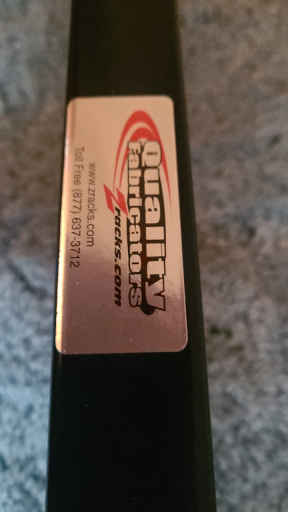 Quality
Fabricators
Zracks.com
www.zracks.com
Toll Free (877) 637-3712